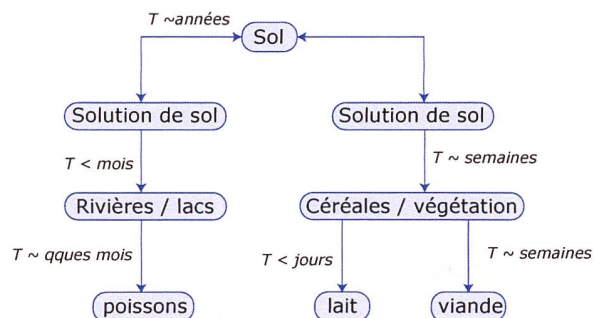 T ~années
Sol
Solution de sol
Solution de sol
T < mois
T ~ semaines
Rivières / lacs
Céréales / végétation
T ~ qques mois
T < jours
T ~ semaines
poissons
lait
viande